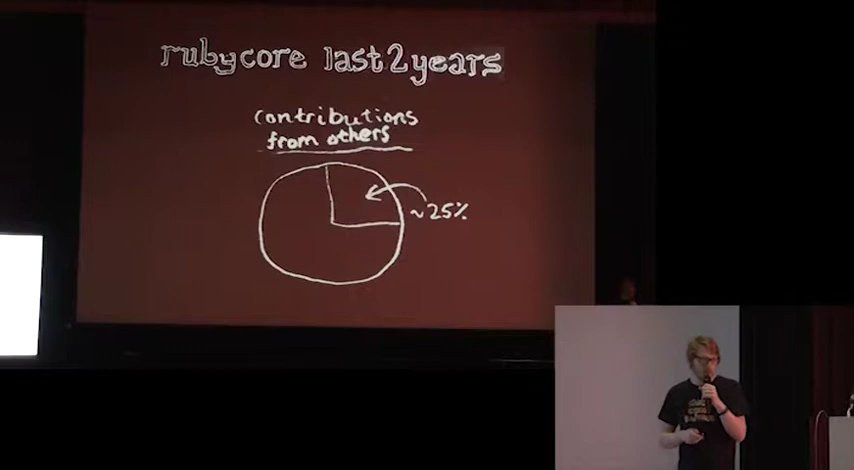 rubycore last 2 years
contributions
from others
~25%